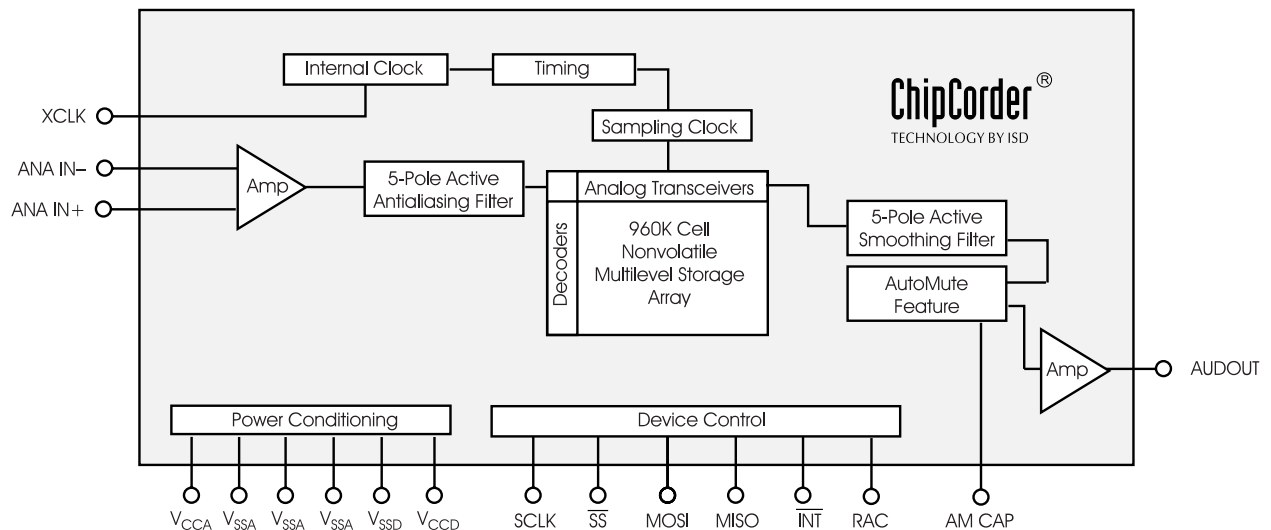 Internal Clock
Timing
ChipCorder®
TECHNOLOGY BY ISD
XCLK
Sampling Clock
ANA IN–
ANA IN+
Amp
5-Pole Active
Antialiasing Filter
Decoders
Analog Transceivers
960K Cell
Nonvolatile
Multilevel Storage
Array
5-Pole Active
Smoothing Filter
AutoMute
Feature
Amp
AUDOUT
Power Conditioning
Device Control
VCCA
VSSA
VSSA
VSSA
VSSD
VCCD
SCLK
S̅S̅
MOSI
MISO
I̅N̅T̅
RAC
AM CAP